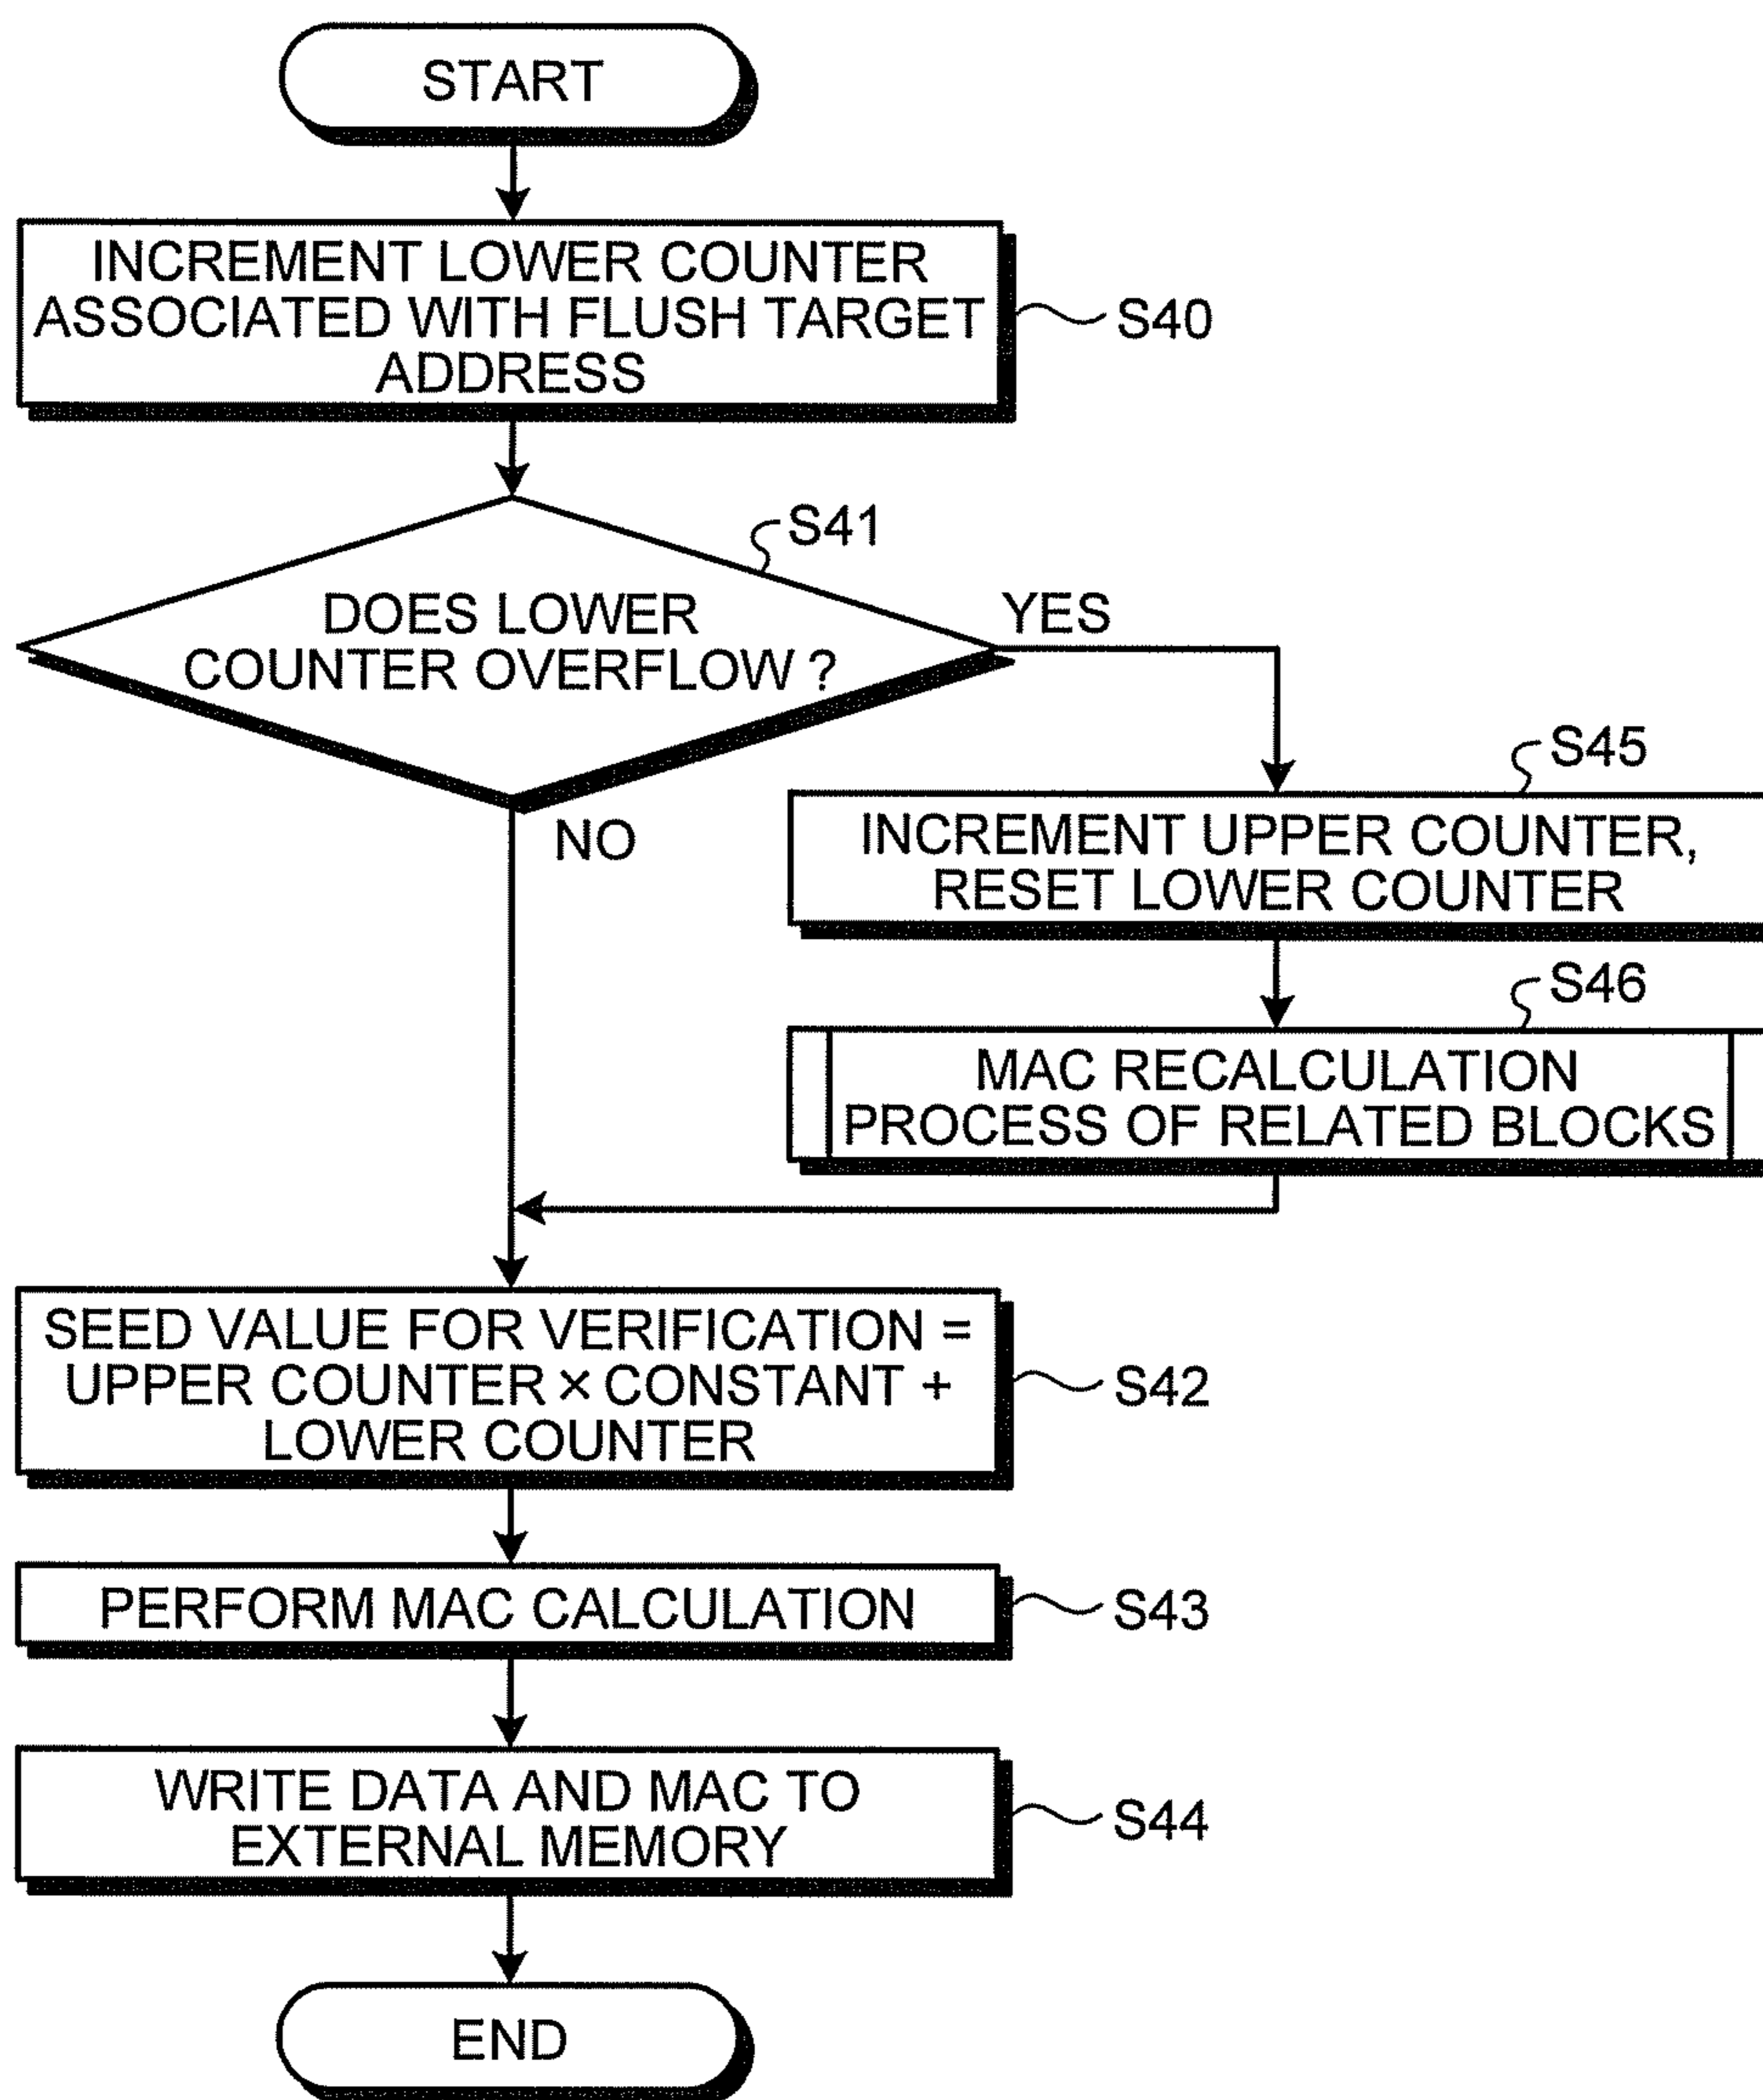 START
INCREMENT LOWER COUNTER
ASSOCIATED WITH FLUSH TARGET
ADDRESS
S40
S41
DOES LOWER
COUNTER OVERFLOW ?
YES
NO
S45
INCREMENT UPPER COUNTER,
RESET LOWER COUNTER
S46
MAC RECALCULATION
PROCESS OF RELATED BLOCKS
SEED VALUE FOR VERIFICATION =
UPPER COUNTER × CONSTANT +
LOWER COUNTER
S42
PERFORM MAC CALCULATION
S43
WRITE DATA AND MAC TO
EXTERNAL MEMORY
S44
END